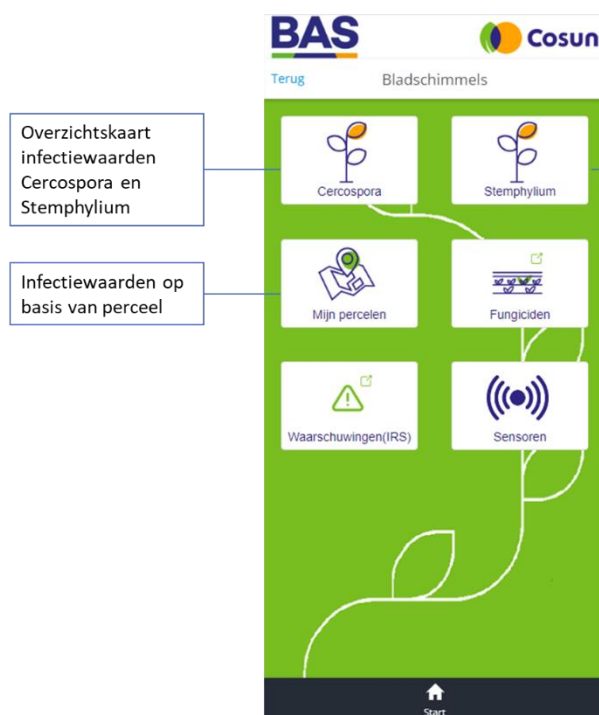 BAS
Cosun
Terug
Bladschimmels
Overzichtskaart
infectiewaarden
Cercospora en
Stemphylium
Cercospora
Stemphylium
Infectiewaarden op
basis van perceel
Mijn percelen
Fungiciden
Waarschuwingen(IRS)
Sensoren
Start